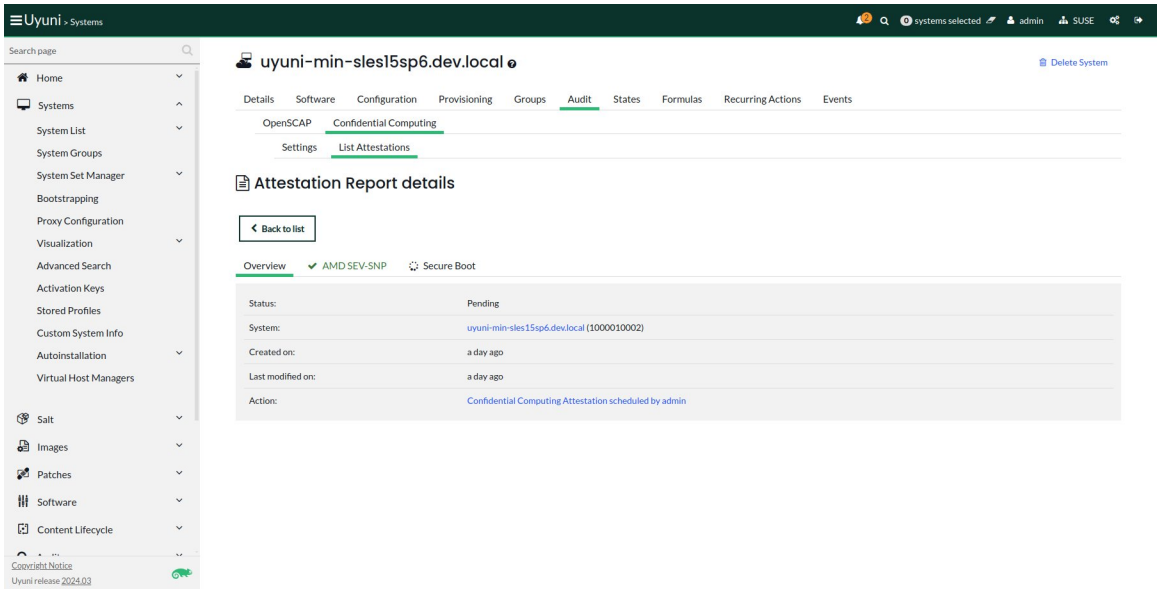 Uyuni > Systems
2
0 systems selected
admin
SUSE
Search page
Home
Systems
System List
System Groups
System Set Manager
Bootstrapping
Proxy Configuration
Visualization
Advanced Search
Activation Keys
Stored Profiles
Custom System Info
Autoinstallation
Virtual Host Managers
Salt
Images
Patches
Software
Content Lifecycle
Copyright Notice
Uyuni release 2024.03
uyuni-min-sles15sp6.dev.local
Delete System
Details Software Configuration Provisioning Groups Audit States Formulas Recurring Actions Events
OpenSCAP Confidential Computing
Settings List Attestations
Attestation Report details
Back to list
Overview AMD SEV-SNP Secure Boot
Status: Pending
System: uyuni-min-sles15sp6.dev.local (1000010002)
Created on: a day ago
Last modified on: a day ago
Action: Confidential Computing Attestation scheduled by admin